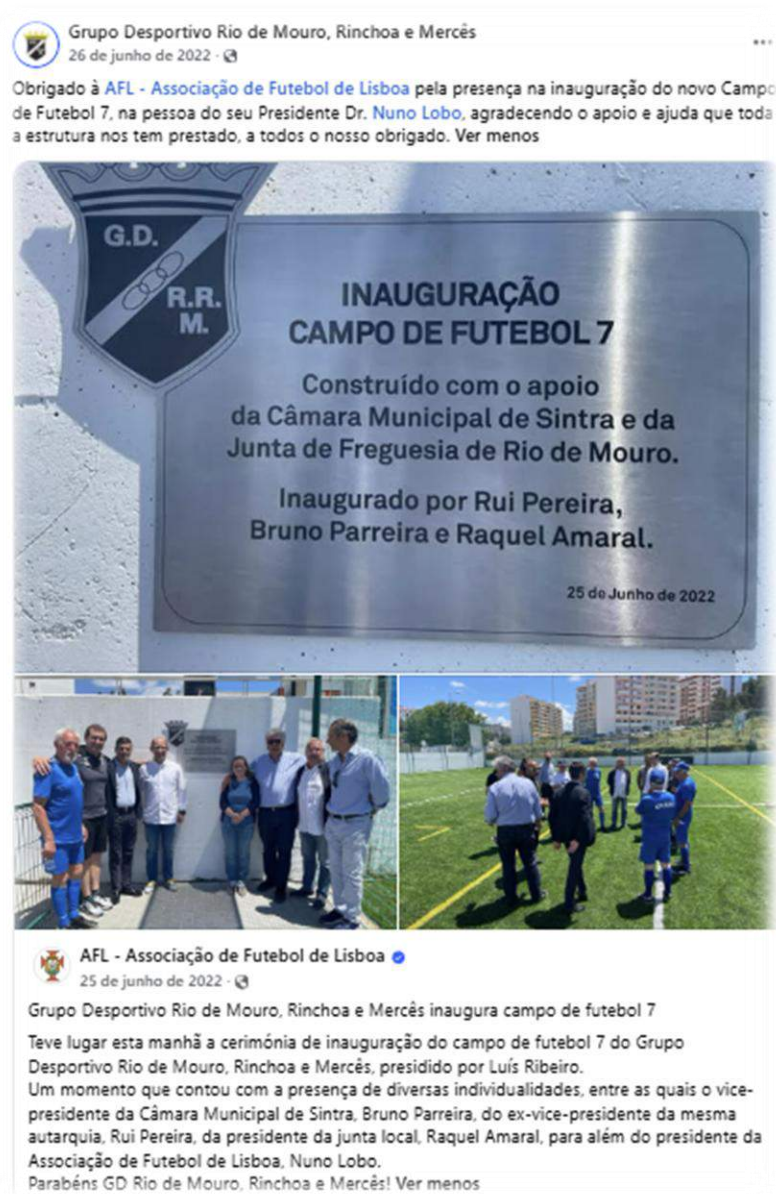 Grupo Desportivo Rio de Mouro, Rinchoa e Mercês
26 de junho de 2022 ·
Obrigado à AFL - Associação de Futebol de Lisboa pela presença na inauguração do novo Campo
de Futebol 7, na pessoa do seu Presidente Dr. Nuno Lobo, agradecendo o apoio e ajuda que toda
a estrutura nos tem prestado, a todos o nosso obrigado. Ver menos
G.D.
R.R.
M.
INAUGURAÇÃO
CAMPO DE FUTEBOL 7
Construído com o apoio
da Câmara Municipal de Sintra e da
Junta de Freguesia de Rio de Mouro.
Inaugurado por Rui Pereira,
Bruno Parreira e Raquel Amaral.
25 de Junho de 2022
AFL - Associação de Futebol de Lisboa
25 de junho de 2022 ·
Grupo Desportivo Rio de Mouro, Rinchoa e Mercês inaugura campo de futebol 7
Teve lugar esta manhã a cerimónia de inauguração do campo de futebol 7 do Grupo
Desportivo Rio de Mouro, Rinchoa e Mercês, presidido por Luís Ribeiro.
Um momento que contou com a presença de diversas individualidades, entre as quais o vice-
presidente da Câmara Municipal de Sintra, Bruno Parreira, do ex-vice-presidente da mesma
autarquia, Rui Pereira, da presidente da junta local, Raquel Amaral, para além do presidente da
Associação de Futebol de Lisboa, Nuno Lobo.
Parabéns GD Rio de Mouro, Rinchoa e Mercês! Ver menos